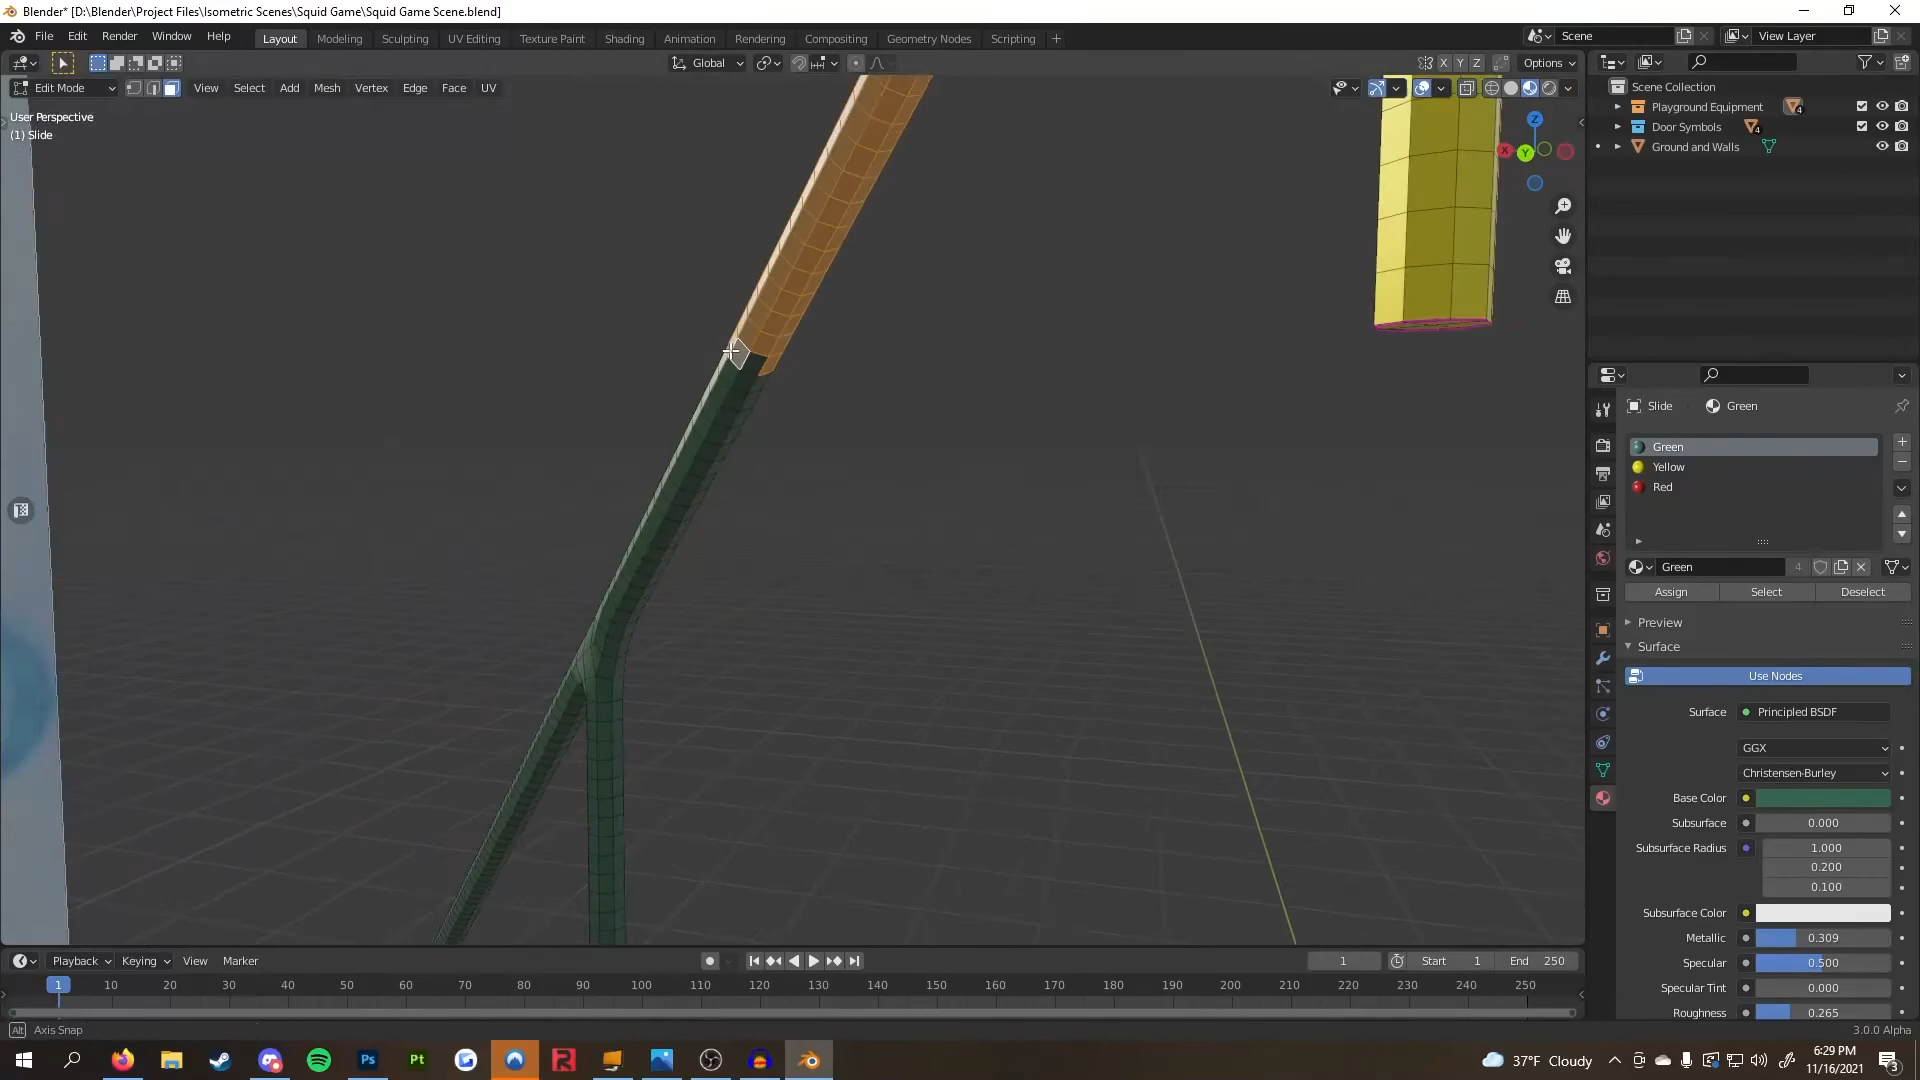 Blender* [D:\Blender\Project Files\Isometric Scenes\Squid Game\Squid Game Scene.blend]
File Edit Render Window Help Layout Modeling Sculpting UV Editing Texture Paint Shading Animation Rendering Compositing Geometry Nodes Scripting + Scene View Layer
Global Options
Edit Mode View Select Add Mesh Vertex Edge Face UV
X Y Z
User Perspective
(1) Slide
Z
X
Y
Scene Collection
Playground Equipment 4
Door Symbols 4
Ground and Walls
Slide Green
Green
Yellow
Red
Green 4
Assign Select Deselect
Preview
Surface
Use Nodes
Surface Principled BSDF
GGX
Christensen-Burley
Base Color
Subsurface 0.000
Subsurface Radius 1.000
0.200
0.100
Subsurface Color
Metallic 0.309
Specular 0.500
Specular Tint 0.000
Roughness 0.265
Playback Keying View Marker 1 Start 1 End 250
1 10 20 30 40 50 60 70 80 90 100 110 120 130 140 150 160 170 180 190 200 210 220 230 240 250
Alt Axis Snap 3.0.0 Alpha
Ps Pt R 37°F Cloudy 6:29 PM
11/16/2021 3